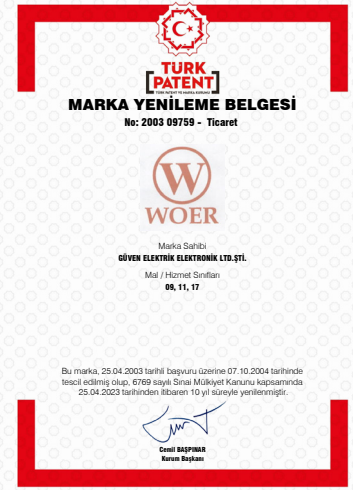 TÜRK
PATENT
TÜRK PATENT VE MARKA KURUMU
MARKA YENİLEME BELGESİ
No: 2003 09759 - Ticaret
W
WOER
Marka Sahibi
GÜVEN ELEKTRİK ELEKTRONİK LTD.ŞTİ.
Mal / Hizmet Sınıfları
09, 11, 17
Bu marka, 25.04.2003 tarihli başvuru üzerine 07.10.2004 tarihinde
tescil edilmiş olup, 6769 sayılı Sınai Mülkiyet Kanunu kapsamında
25.04.2023 tarihinden itibaren 10 yıl süreyle yenilenmiştir.
Cemil BAŞPINAR
Kurum Başkanı